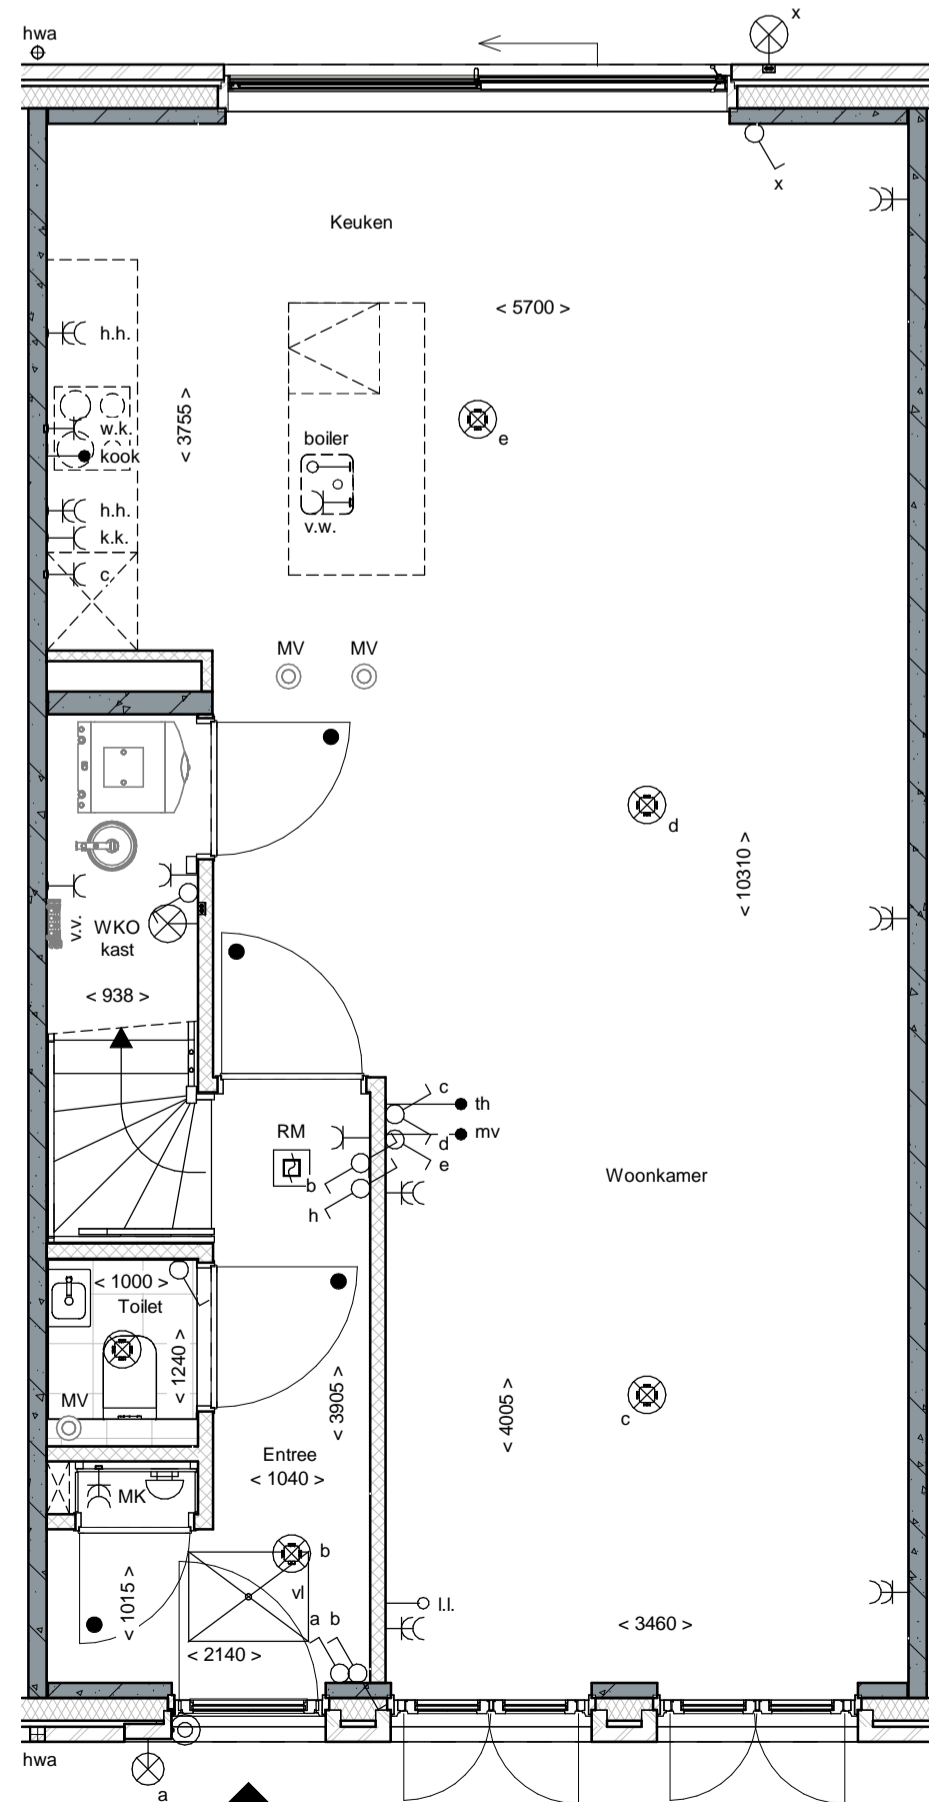 x
hwa
x
Keuken
< 5700 >
h.h.
< 3755 >
w.k.
e
boiler
kook
h.h.
v.w.
k.k.
c
MV MV
d
< 10310 >
v.v.
WKO
kast
< 938 >
c
th
RM
mv
d
e
b
h
Woonkamer
< 1000 >
Toilet
< 1240 >
MV
< 3905 >
< 4005 >
c
Entree
< 1040 >
MK
b
vl
< 1015 >
a b
l.l.
< 3460 >
< 2140 >
hwa
a